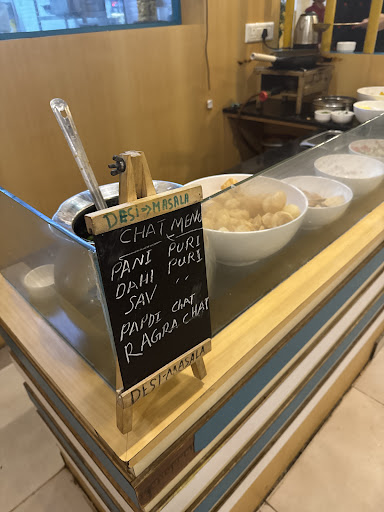 DESI-MASALA
CHAT MENU
PANI PURI
DAHI PURI
SAV ,,
PAPDI CHAT
RAGRA CHAT
DESI-MASALA